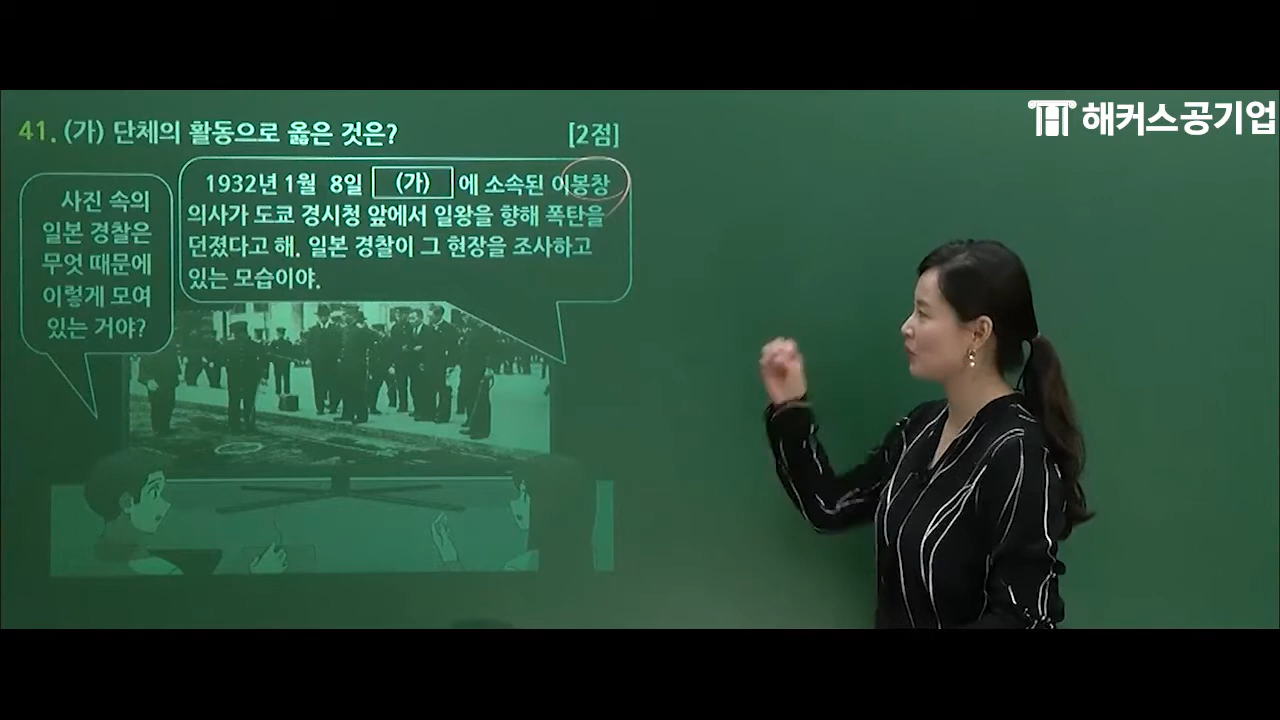 해커스공기업
41. (가) 단체의 활동으로 옳은 것은? [2점]
사진 속의
일본 경찰은
무엇 때문에
이렇게 모여
있는 거야?
1932년 1월 8일 (가) 에 소속된 이봉창
의사가 도쿄 경시청 앞에서 일왕을 향해 폭탄을
던졌다고 해. 일본 경찰이 그 현장을 조사하고
있는 모습이야.